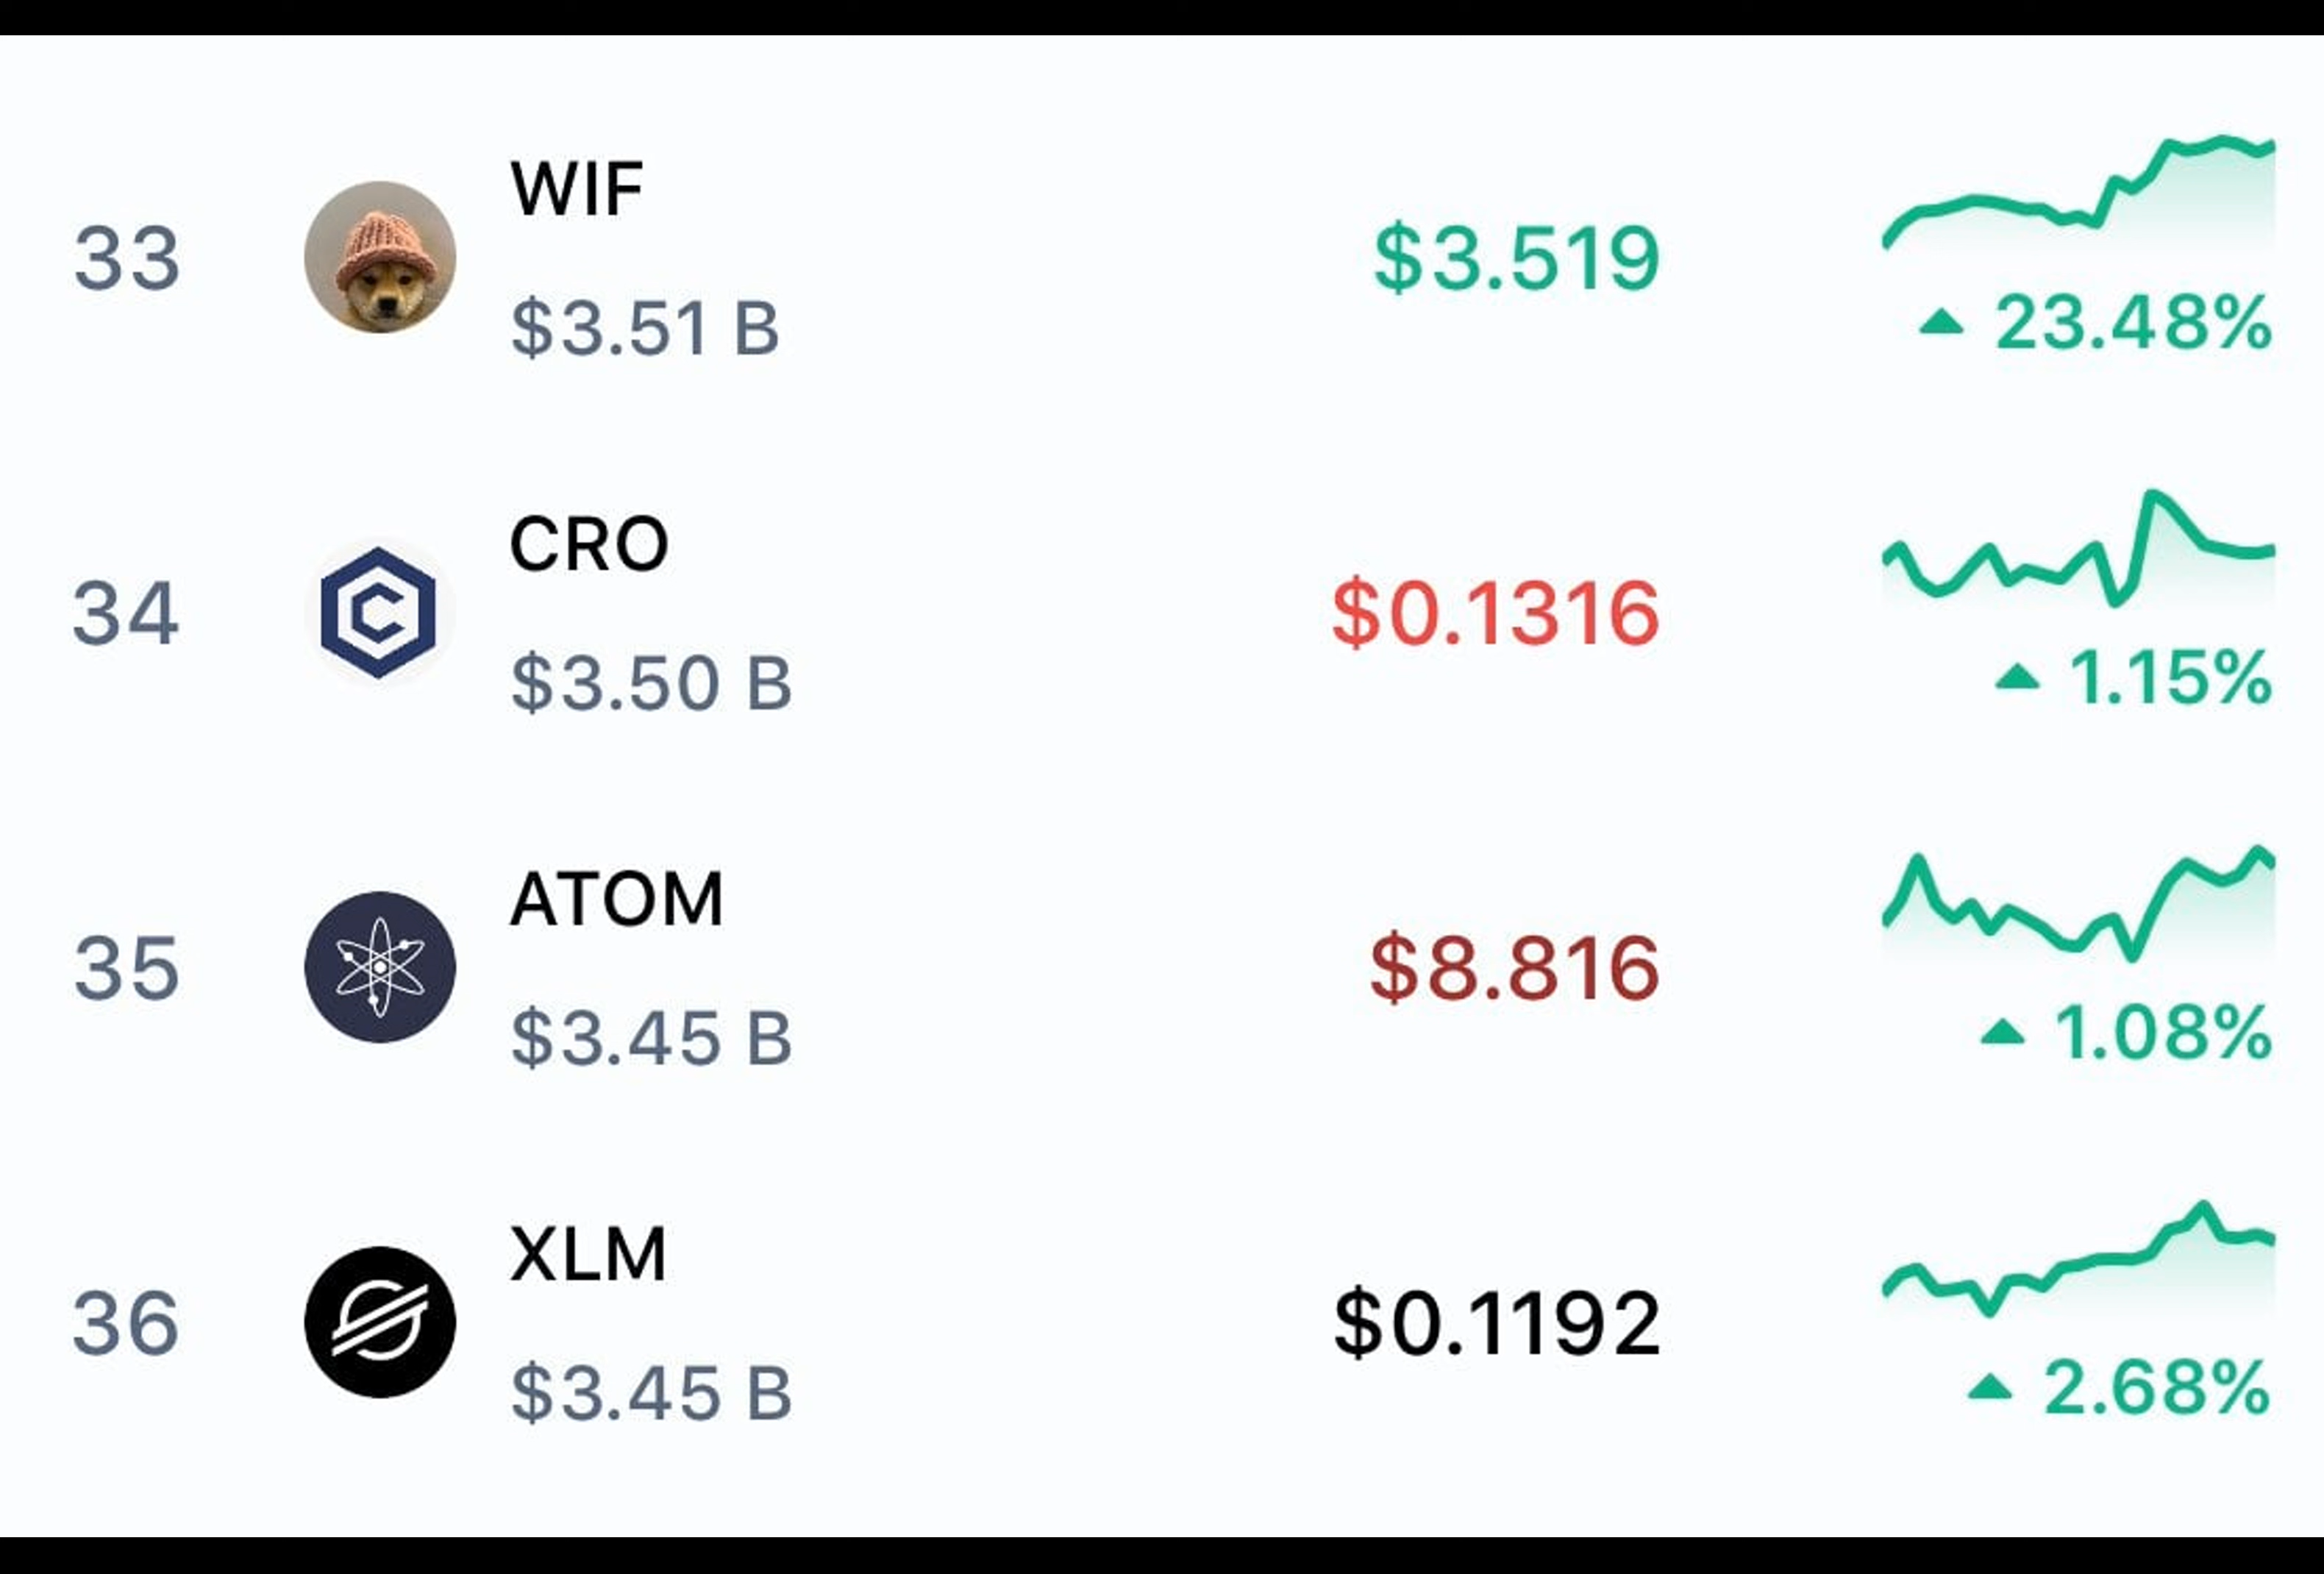 33
WIF
$3.51 B
$3.519
▲ 23.48%
34
CRO
$3.50 B
$0.1316
▲ 1.15%
35
ATOM
$3.45 B
$8.816
▲ 1.08%
36
XLM
$3.45 B
$0.1192
▲ 2.68%